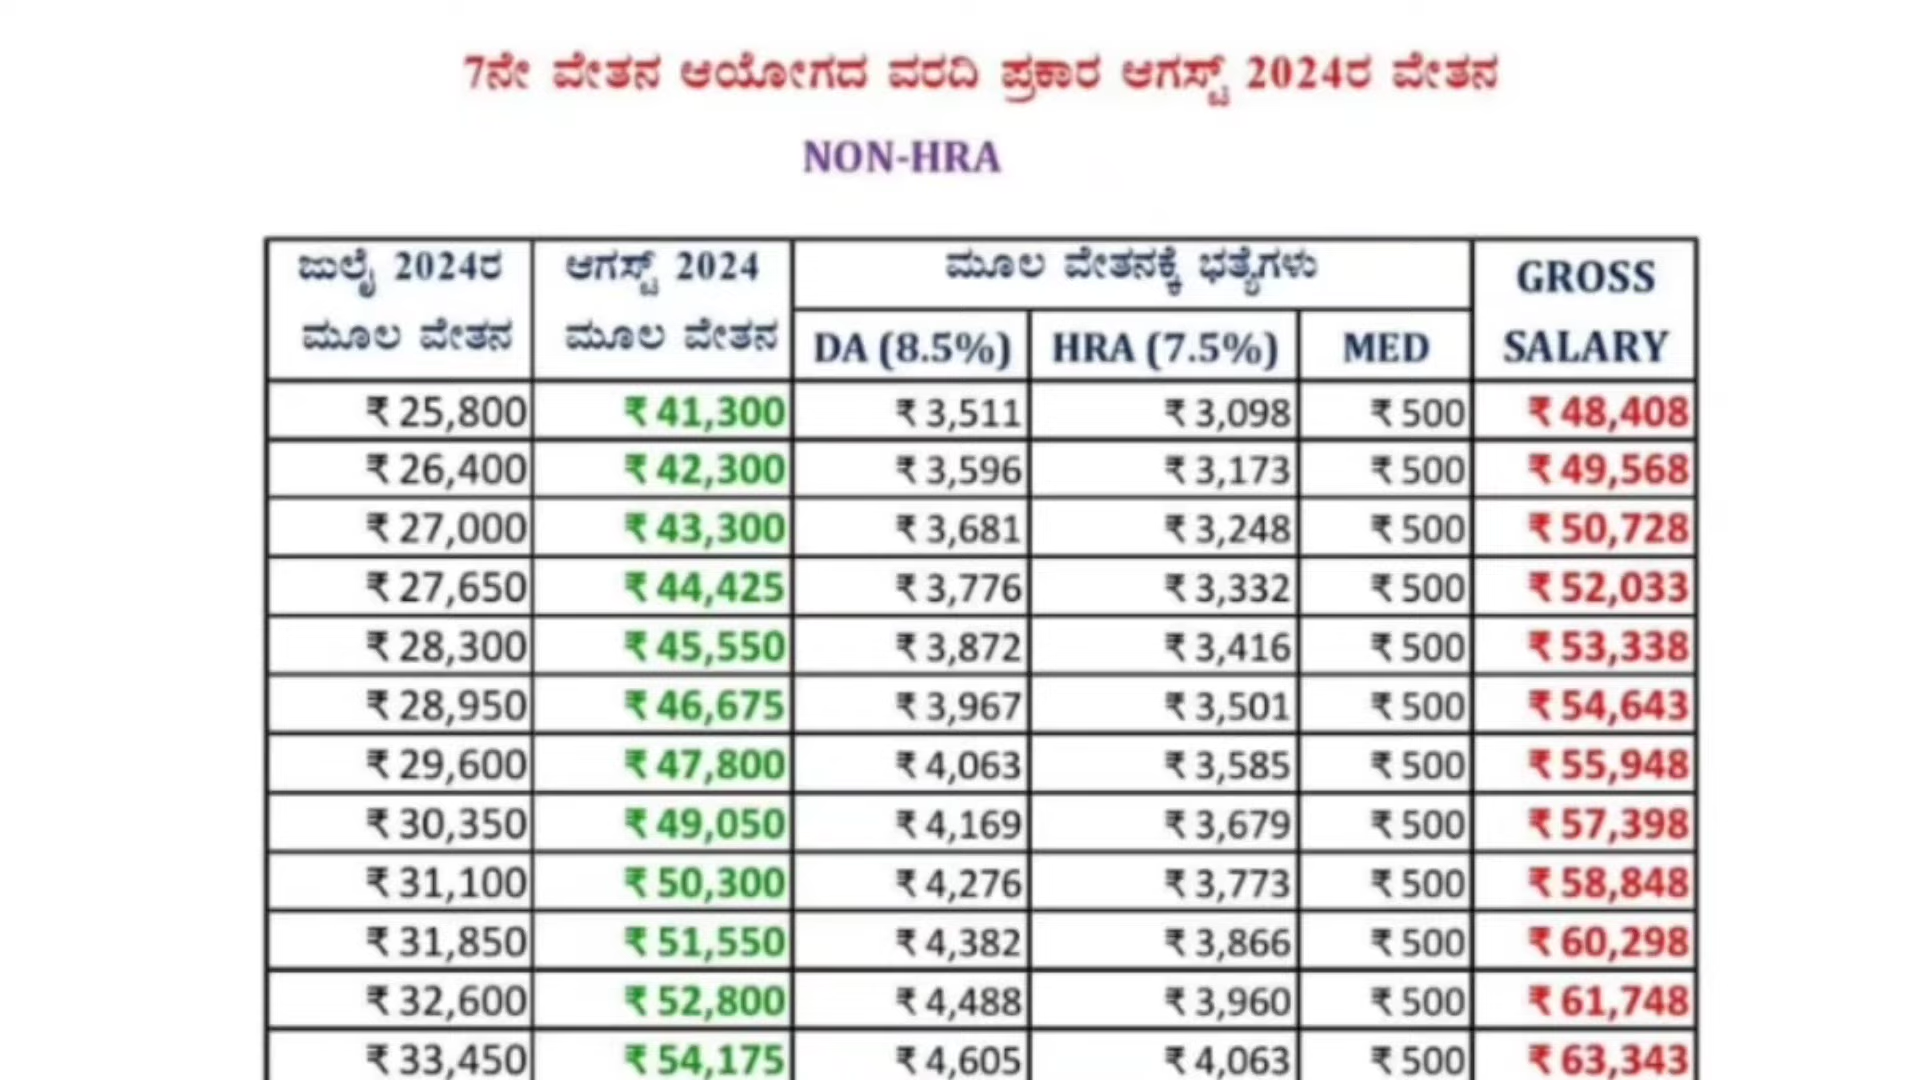 7ನೇ ವೇತನ ಆಯೋಗದ ವರದಿ ಪ್ರಕಾರ ಆಗಸ್ಟ್ 2024ರ ವೇತನ
NON-HRA
ಜುಲೈ 2024ರ ಮೂಲ ವೇತನ ಆಗಸ್ಟ್ 2024 ಮೂಲ ವೇತನ ಮೂಲ ವೇತನಕ್ಕೆ ಭತ್ಯೆಗಳು GROSS SALARY
DA (8.5%) HRA (7.5%) MED
₹ 25,800 ₹ 41,300 ₹ 3,511 ₹ 3,098 ₹ 500 ₹ 48,408
₹ 26,400 ₹ 42,300 ₹ 3,596 ₹ 3,173 ₹ 500 ₹ 49,568
₹ 27,000 ₹ 43,300 ₹ 3,681 ₹ 3,248 ₹ 500 ₹ 50,728
₹ 27,650 ₹ 44,425 ₹ 3,776 ₹ 3,332 ₹ 500 ₹ 52,033
₹ 28,300 ₹ 45,550 ₹ 3,872 ₹ 3,416 ₹ 500 ₹ 53,338
₹ 28,950 ₹ 46,675 ₹ 3,967 ₹ 3,501 ₹ 500 ₹ 54,643
₹ 29,600 ₹ 47,800 ₹ 4,063 ₹ 3,585 ₹ 500 ₹ 55,948
₹ 30,350 ₹ 49,050 ₹ 4,169 ₹ 3,679 ₹ 500 ₹ 57,398
₹ 31,100 ₹ 50,300 ₹ 4,276 ₹ 3,773 ₹ 500 ₹ 58,848
₹ 31,850 ₹ 51,550 ₹ 4,382 ₹ 3,866 ₹ 500 ₹ 60,298
₹ 32,600 ₹ 52,800 ₹ 4,488 ₹ 3,960 ₹ 500 ₹ 61,748
₹ 33,450 ₹ 54,175 ₹ 4,605 ₹ 4,063 ₹ 500 ₹ 63,343